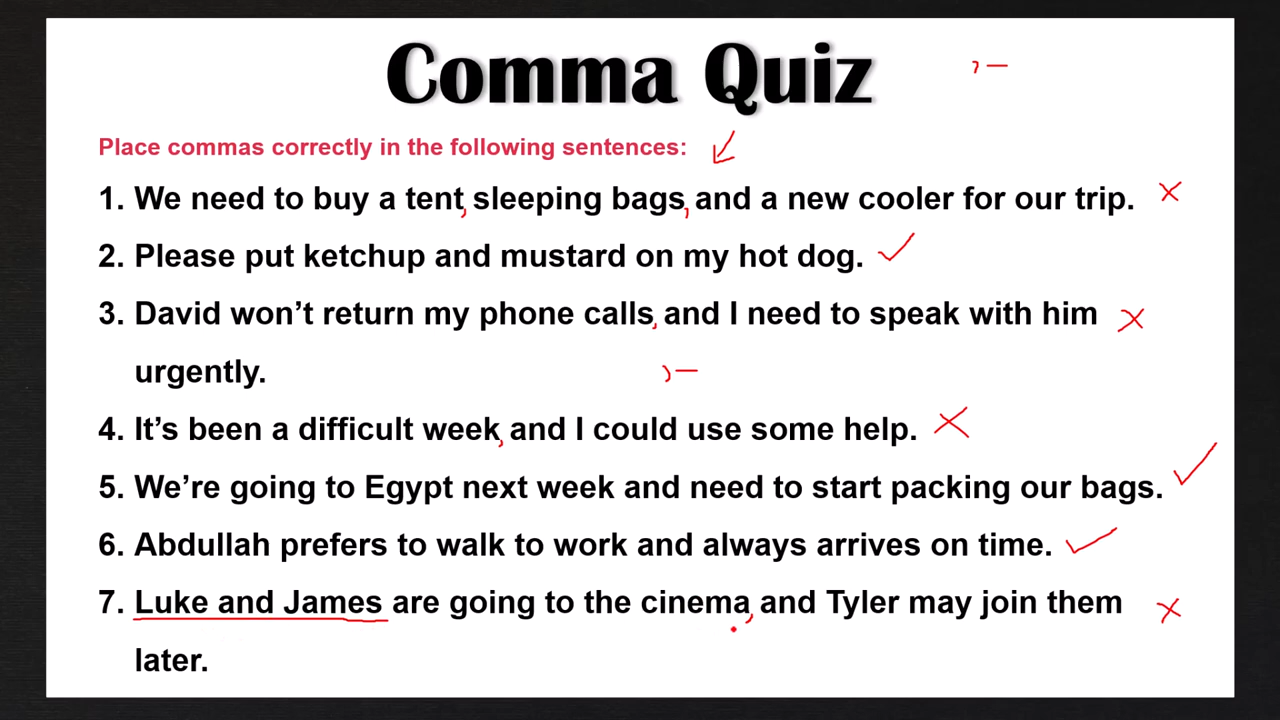 Comma Quiz
, –
Place commas correctly in the following sentences:
1. We need to buy a tent, sleeping bags, and a new cooler for our trip.
2. Please put ketchup and mustard on my hot dog.
3. David won’t return my phone calls, and I need to speak with him
urgently.
, –
4. It’s been a difficult week, and I could use some help.
5. We’re going to Egypt next week and need to start packing our bags.
6. Abdullah prefers to walk to work and always arrives on time.
7. Luke and James are going to the cinema, and Tyler may join them
later.